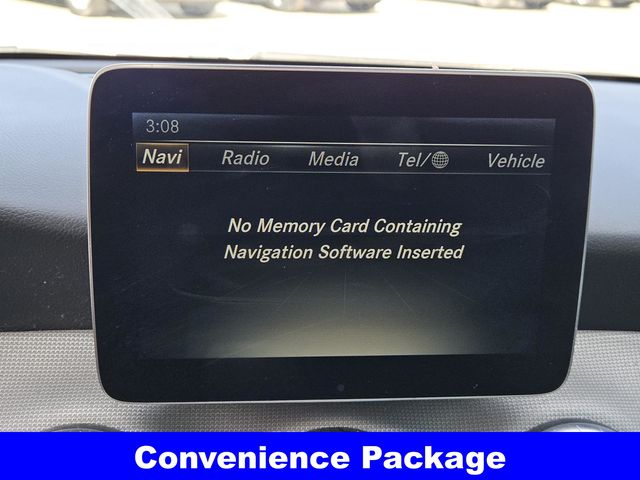 3:08
Navi Radio Media Tel/ Vehicle
No Memory Card Containing
Navigation Software Inserted
Convenience Package